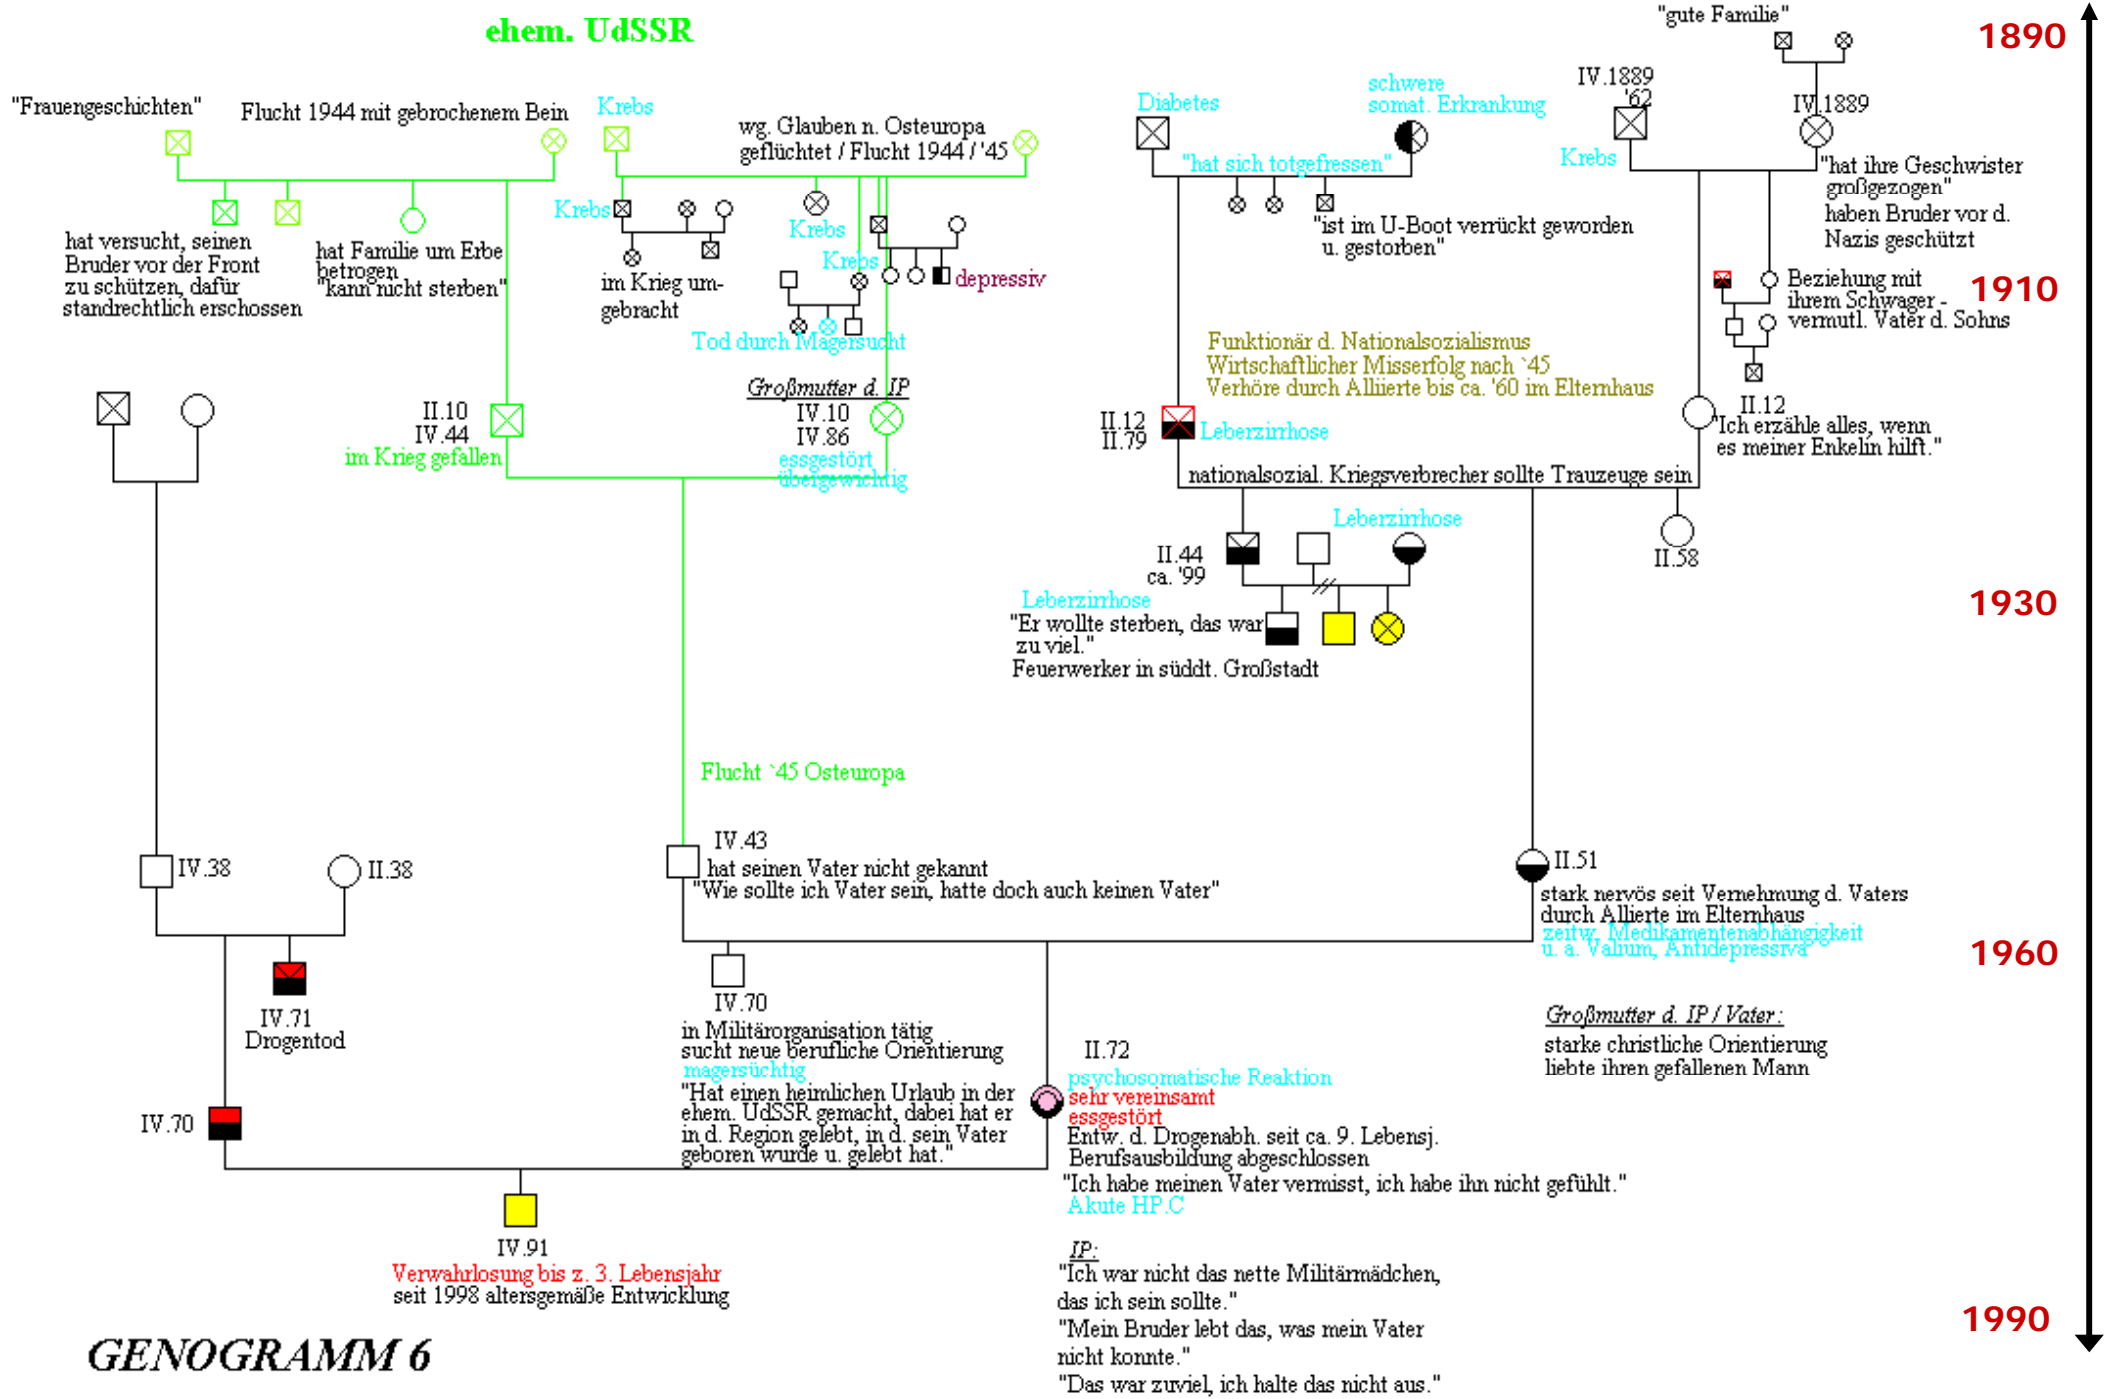 ehem. UdSSR
"gute Familie"
1890
"Frauengeschichten"
Flucht 1944 mit gebrochenem Bein
Krebs
wg. Glauben n. Osteuropa
geflüchtet / Flucht 1944 / '45
Diabetes
schwere
somat. Erkrankung
IV.1889
'62
IV.1889
"hat sich totgefressen"
Krebs
"hat ihre Geschwister
großgezogen"
haben Bruder vor d.
Nazis geschützt
hat versucht, seinen
Bruder vor der Front
zu schützen, dafür
standrechtlich erschossen
hat Familie um Erbe
betrogen
"kann nicht sterben"
Krebs
Krebs
Krebs
im Krieg um-
gebracht
depressiv
Tod durch Magersucht
"ist im U-Boot verrückt geworden
u. gestorben"
Beziehung mit
ihrem Schwager -
vermutl. Vater d. Sohns
1910
Funktionär d. Nationalsozialismus
Wirtschaftlicher Misserfolg nach `45
Verhöre durch Alliierte bis ca. '60 im Elternhaus
II.10
IV.44
im Krieg gefallen
Großmutter d. IP
IV.10
IV.86
essgestört
übergewichtig
II.12
II.79
Leberzirrhose
II.12
"Ich erzähle alles, wenn
es meiner Enkelin hilft."
nationalsozial. Kriegsverbrecher sollte Trauzeuge sein
Leberzirrhose
II.44
ca. '99
II.58
Leberzirrhose
"Er wollte sterben, das war
zu viel."
Feuerwerker in süddt. Großstadt
1930
Flucht `45 Osteuropa
IV.38
II.38
IV.43
hat seinen Vater nicht gekannt
"Wie sollte ich Vater sein, hatte doch auch keinen Vater"
II.51
stark nervös seit Vernehmung d. Vaters
durch Allierte im Elternhaus
zeitw. Medikamentenabhängigkeit
u. a. Valium, Antidepressiva
1960
IV.71
Drogentod
IV.70
in Militärorganisation tätig
sucht neue berufliche Orientierung
magersüchtig
"Hat einen heimlichen Urlaub in der
ehem. UdSSR gemacht, dabei hat er
in d. Region gelebt, in d. sein Vater
geboren wurde u. gelebt hat."
Großmutter d. IP / Vater:
starke christliche Orientierung
liebte ihren gefallenen Mann
II.72
psychosomatische Reaktion
sehr vereinsamt
essgestört
Entw. d. Drogenabh. seit ca. 9. Lebensj.
Berufsausbildung abgeschlossen
"Ich habe meinen Vater vermisst, ich habe ihn nicht gefühlt."
Akute HP.C
IV.70
IV.91
Verwahrlosung bis z. 3. Lebensjahr
seit 1998 altersgemäße Entwicklung
IP:
"Ich war nicht das nette Militärmädchen,
das ich sein sollte."
"Mein Bruder lebt das, was mein Vater
nicht konnte."
"Das war zuviel, ich halte das nicht aus."
1990
GENOGRAMM 6